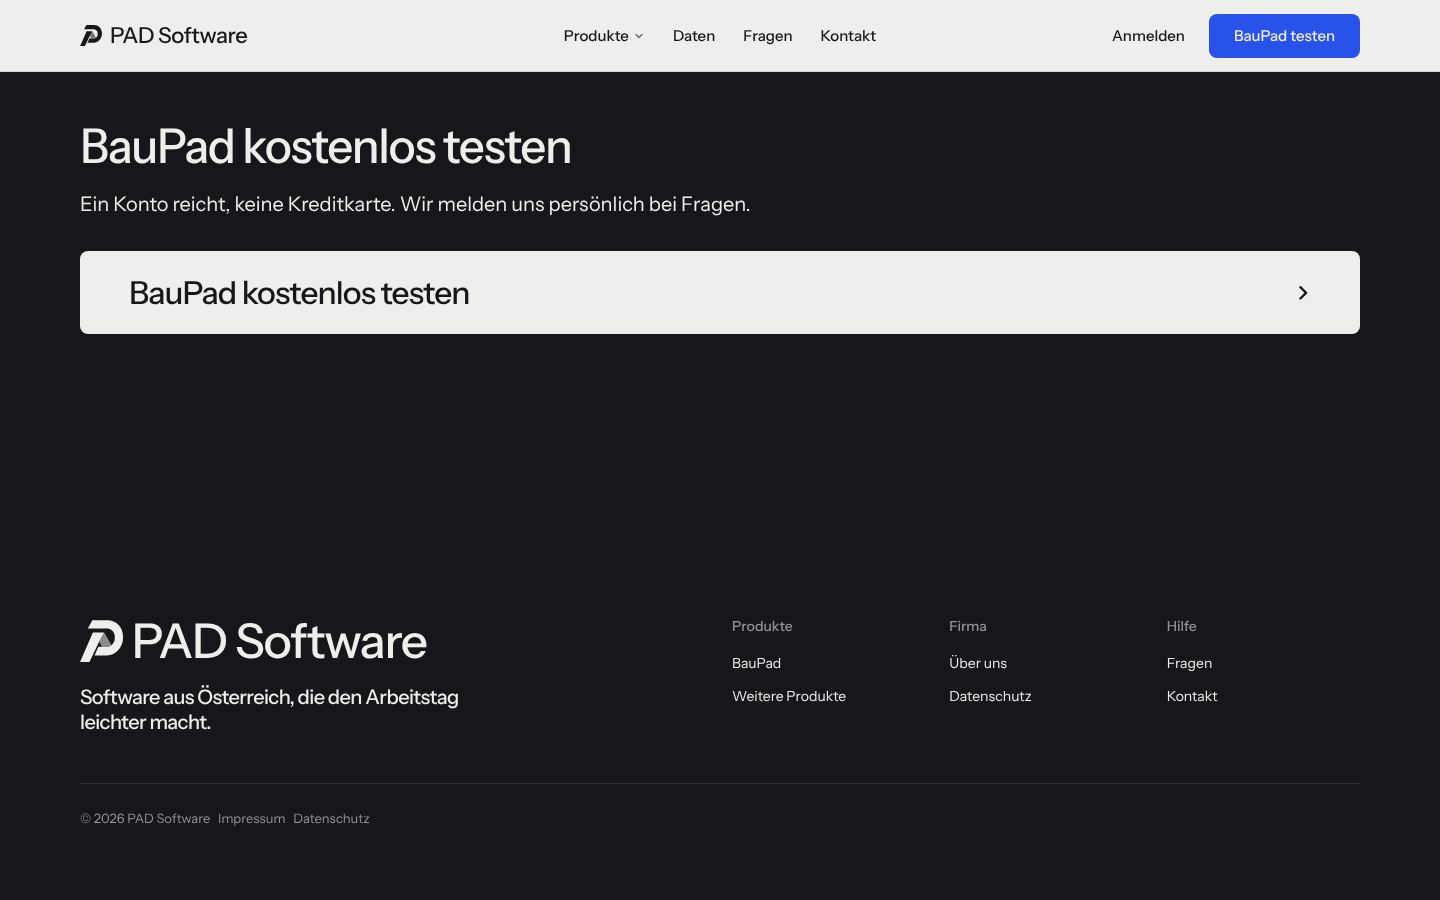 PAD Software
Produkte
Daten
Fragen
Kontakt
Anmelden
BauPad testen
BauPad kostenlos testen
Ein Konto reicht, keine Kreditkarte. Wir melden uns persönlich bei Fragen.
BauPad kostenlos testen
PAD Software
Software aus Österreich, die den Arbeitstag
leichter macht.
Produkte
BauPad
Weitere Produkte
Firma
Über uns
Datenschutz
Hilfe
Fragen
Kontakt
© 2026 PAD Software Impressum Datenschutz